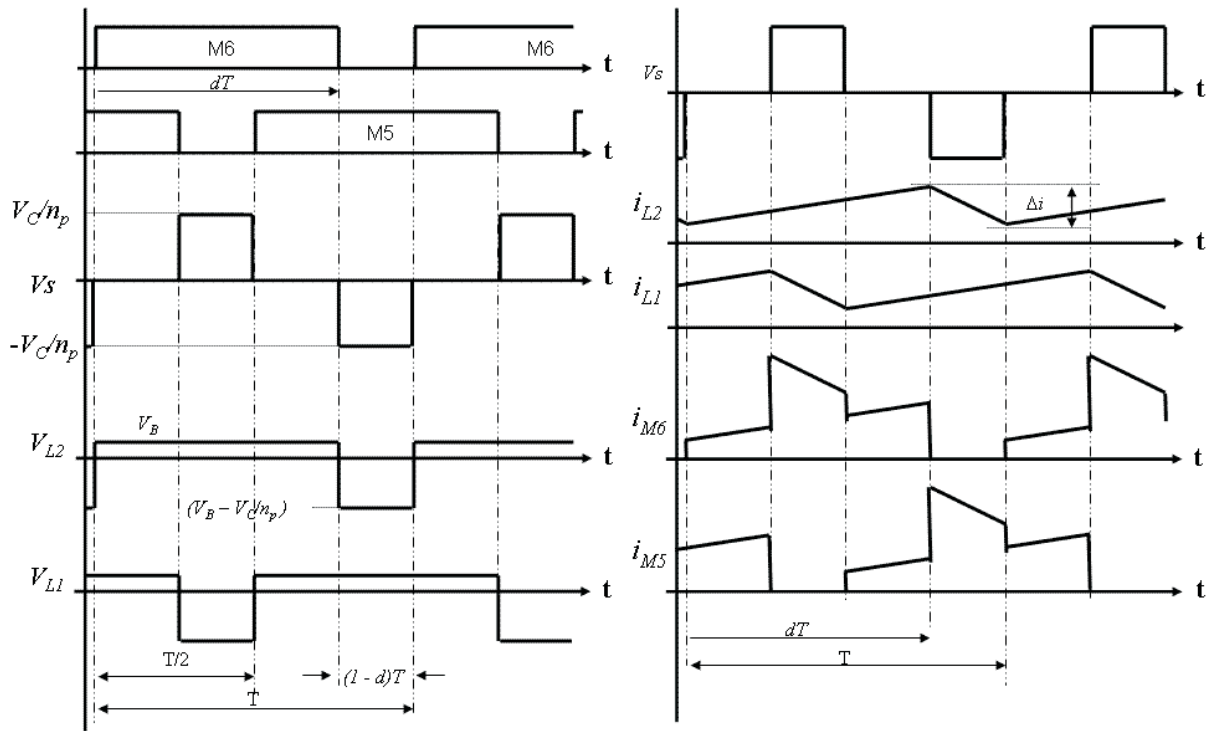 M6
M6
t
dT
M5
t
V_C/n_p
Vs
t
-V_C/n_p
V_B
V_L2
t
(V_B – V_C/n_p)
V_L1
t
T/2
(1 - d)T
T
Vs
t
i_L2
Δi
t
i_L1
t
i_M6
t
i_M5
t
dT
T